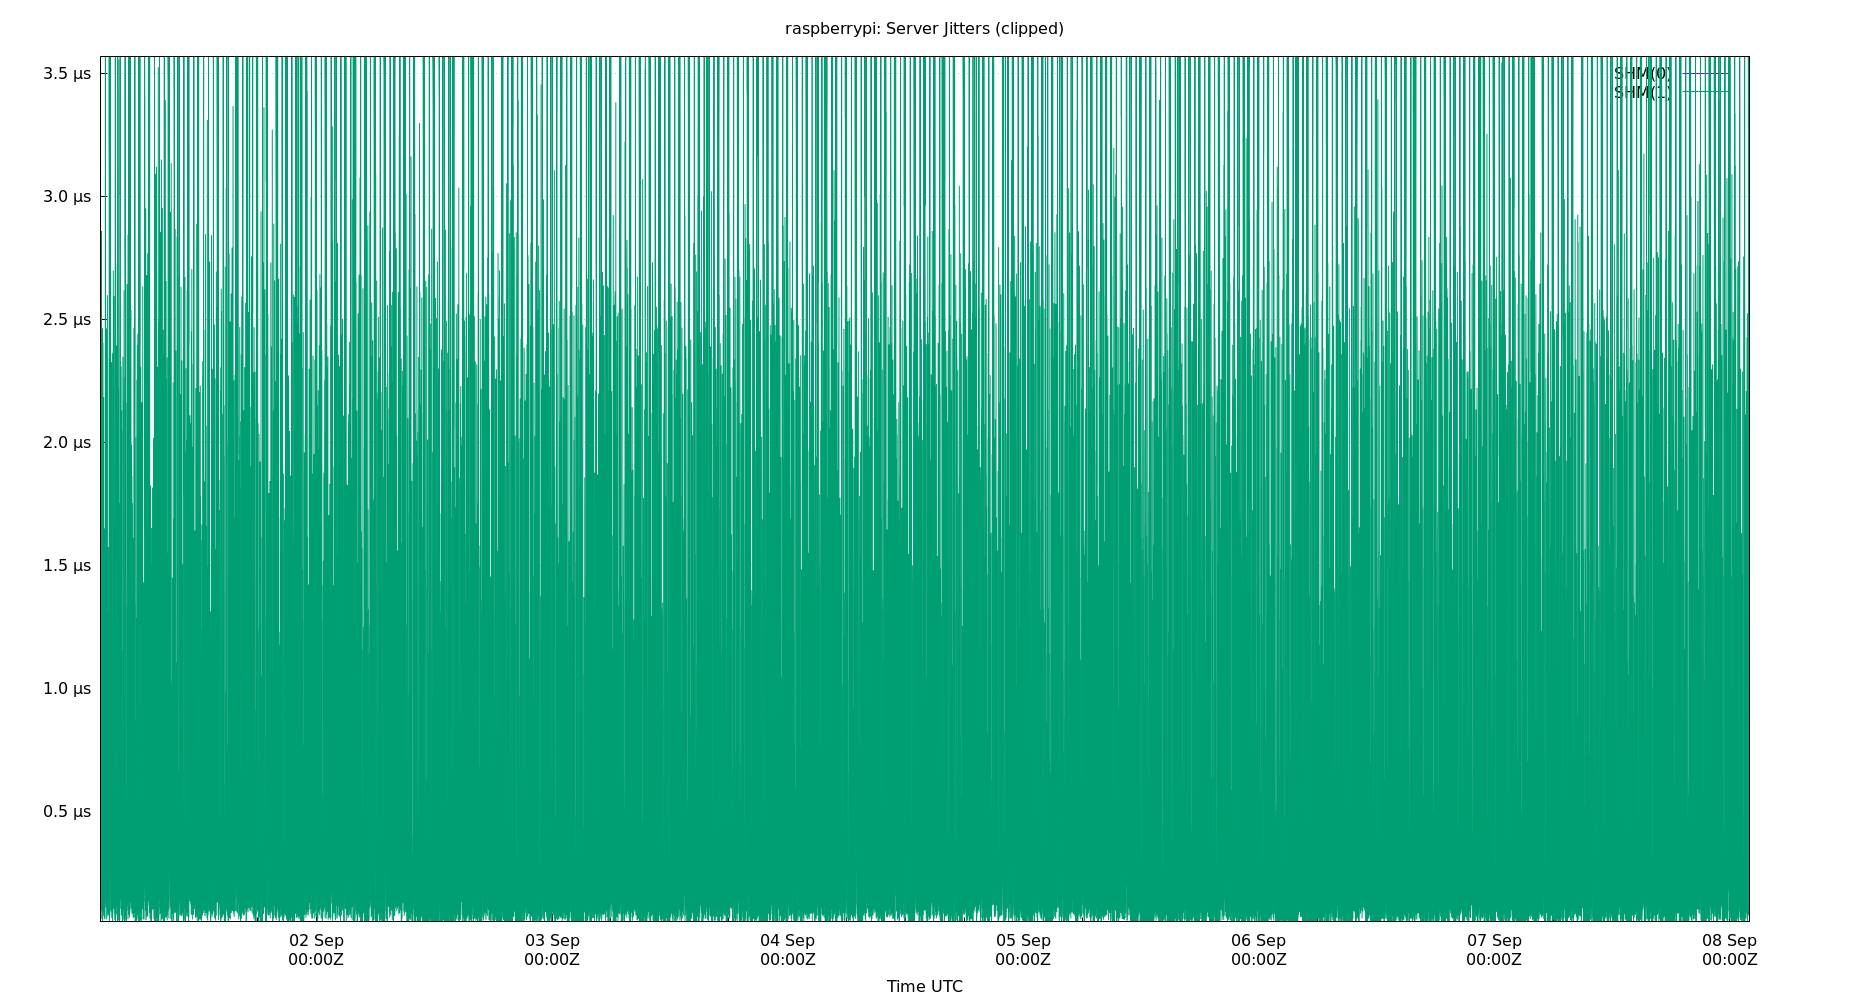 raspberrypi: Server Jitters (clipped)
3.5 µs
3.0 µs
2.5 µs
2.0 µs
1.5 µs
1.0 µs
0.5 µs
SHM(0)
SHM(1)
02 Sep
00:00Z
03 Sep
00:00Z
04 Sep
00:00Z
05 Sep
00:00Z
06 Sep
00:00Z
07 Sep
00:00Z
08 Sep
00:00Z
Time UTC